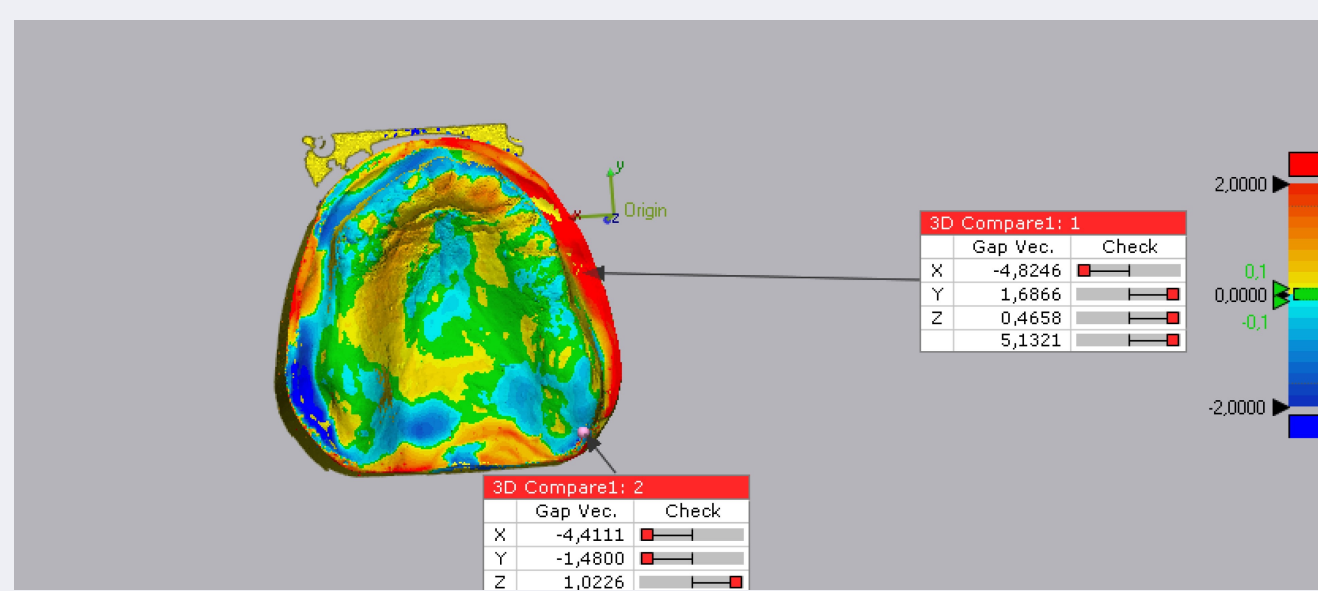 y
x
z
Origin
3D Compare1: 1
Gap Vec. Check
X -4,8246
Y 1,6866
Z 0,4658
5,1321
2,0000
0,1
0,0000
-0,1
-2,0000
3D Compare1: 2
Gap Vec. Check
X -4,4111
Y -1,4800
Z 1,0226